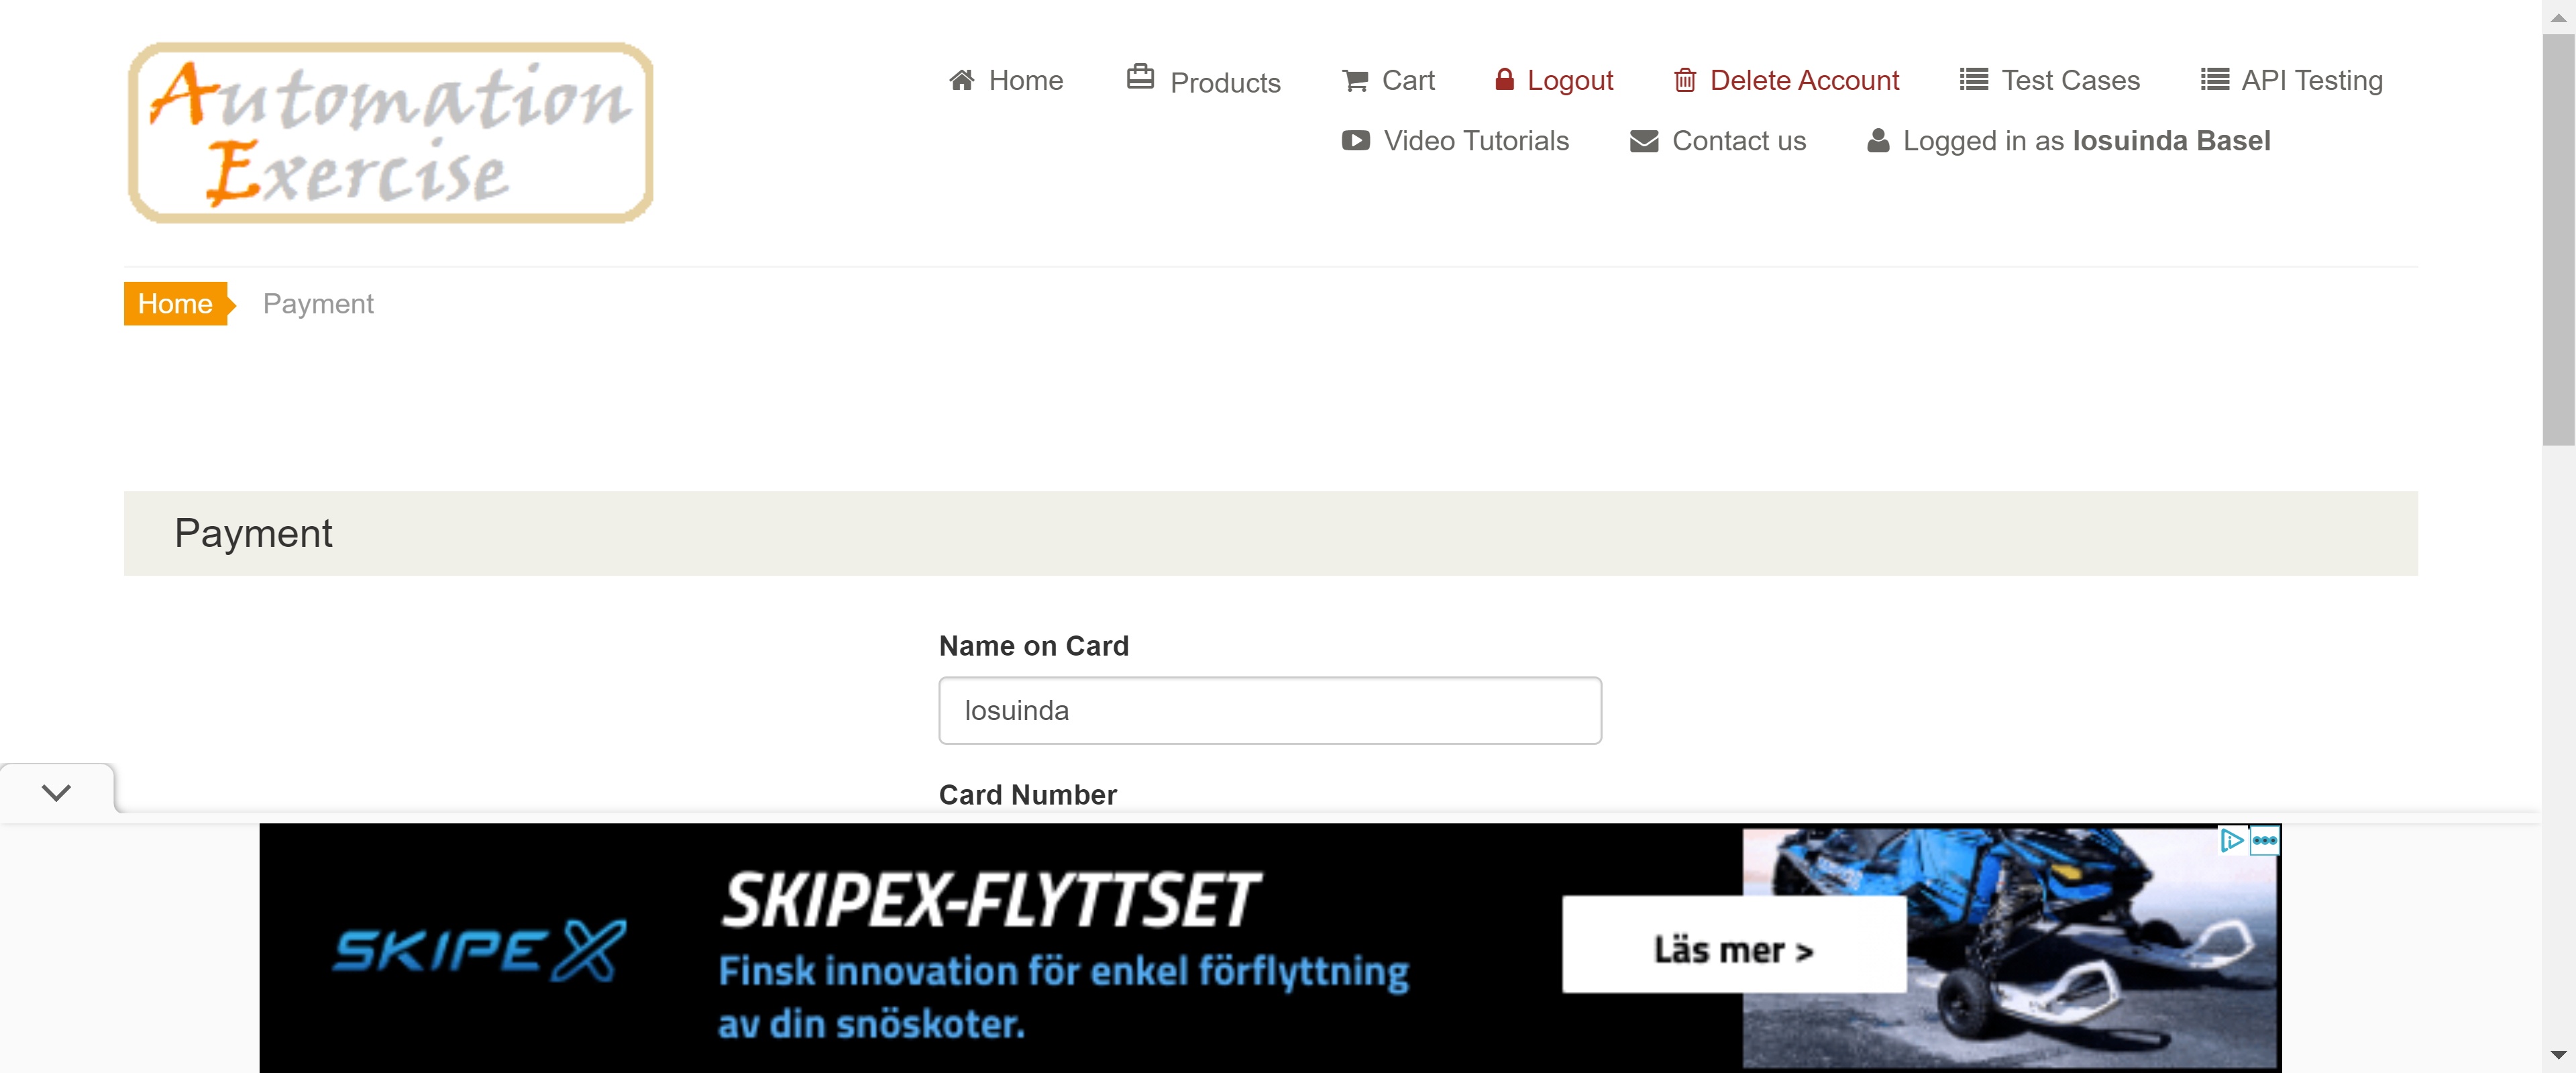 Automation
Exercise
Home
Products
Cart
Logout
Delete Account
Test Cases
API Testing
Video Tutorials
Contact us
Logged in as losuinda Basel
Home
Payment
Payment
Name on Card
losuinda
Card Number
SKIPEX
SKIPEX-FLYTTSET
Finsk innovation för enkel förflyttning
av din snöskoter.
Läs mer >